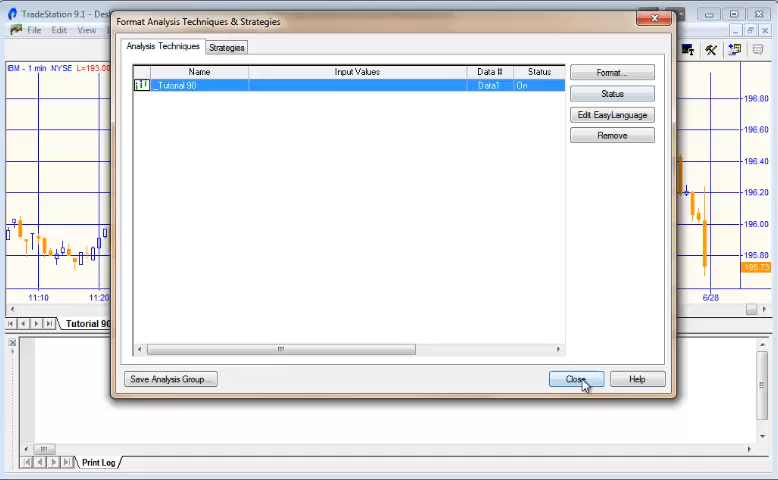 TradeStation 9.1 - Des
File Edit View
IBM - 1 min NYSE L=193.00
Format Analysis Techniques & Strategies
Analysis Techniques Strategies
Name Input Values Data # Status
_Tutorial 90 Data1 On
Format...
Status
Edit EasyLanguage
Remove
196.80
196.40
196.20
198.00
195.80
195.73
11:10 11:20 6/28
Tutorial 90
Save Analysis Group... Close Help
Print Log